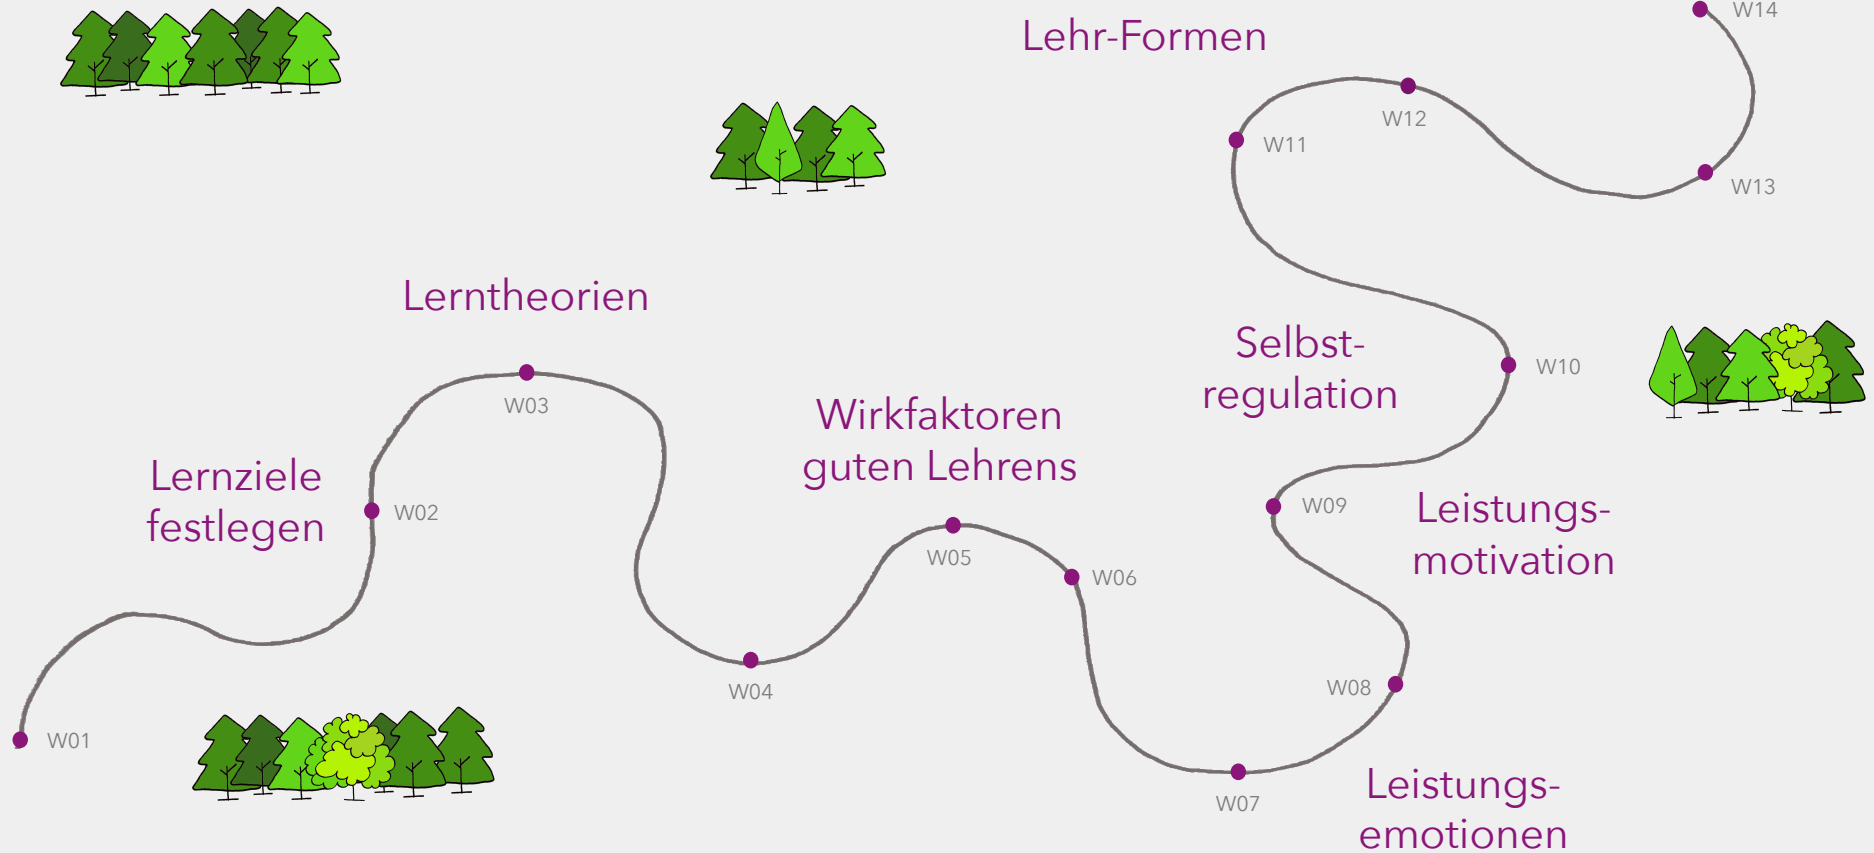 W14
Lehr-Formen
W12
W11
W13
Lerntheorien
Selbst-
regulation
W10
W03
Wirkfaktoren
guten Lehrens
Lernziele
festlegen
W02
W09
Leistungs-
motivation
W05
W06
W04
W08
W01
W07
Leistungs-
emotionen